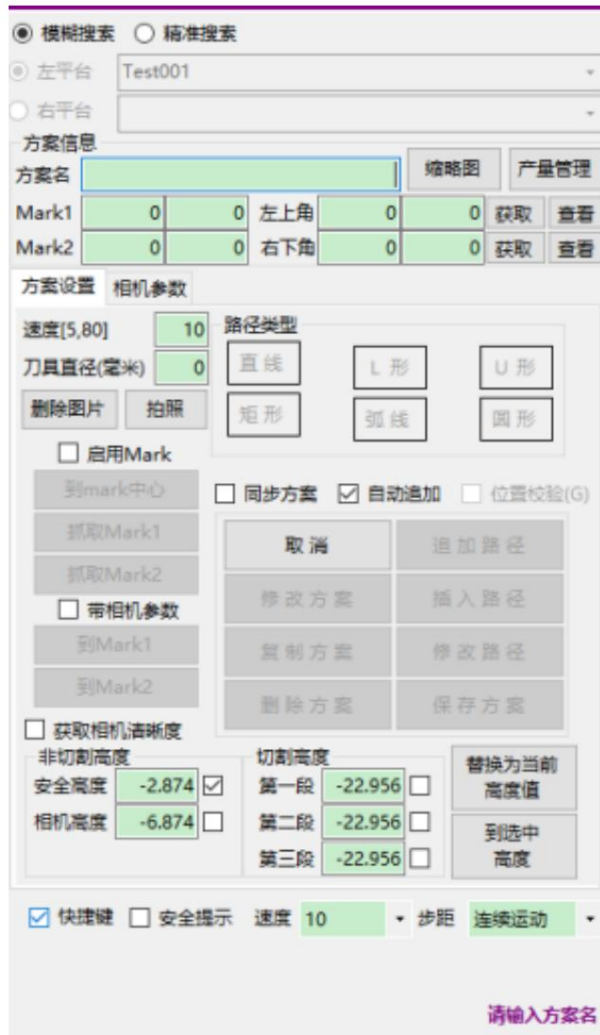 模糊搜索 精准搜索
左平台 Test001
右平台
方案信息
方案名 缩略图 产量管理
Mark1 0 0 左上角 0 0 获取 查看
Mark2 0 0 右下角 0 0 获取 查看
方案设置 相机参数
速度[5,80] 10
刀具直径(毫米) 0
删除图片 拍照
路径类型
直线 L 形 U 形
矩形 弧线 圆形
启用Mark
到mark中心
抓取Mark1
抓取Mark2
带相机参数
到Mark1
到Mark2
获取相机清晰度
同步方案 自动追加 位置校验(G)
取消 追加路径
修改方案 插入路径
复制方案 修改路径
删除方案 保存方案
非切割高度
安全高度 -2.874
相机高度 -6.874
切割高度
第一段 -22.956
第二段 -22.956
第三段 -22.956
替换为当前
高度值
到选中
高度
快捷键 安全提示 速度 10 步距 连续运动
请输入方案名